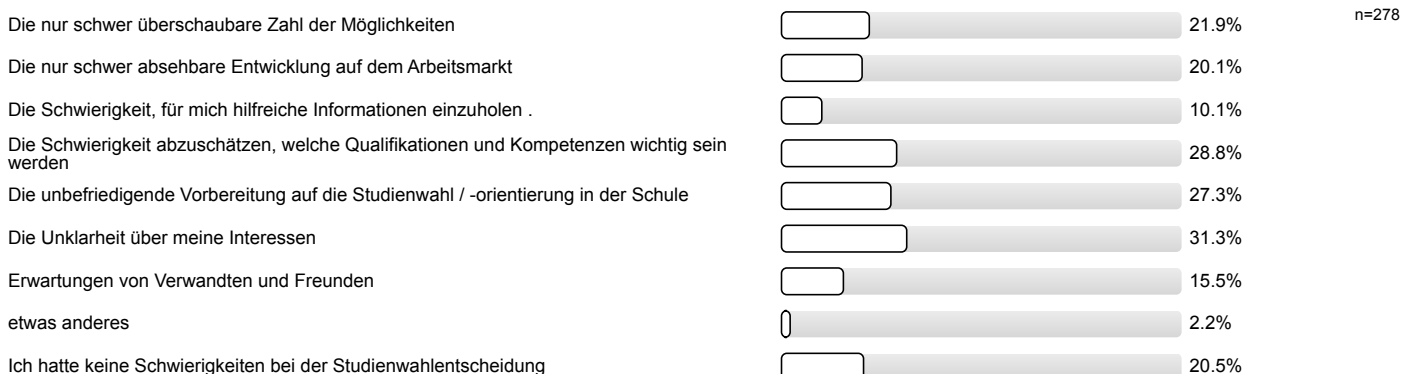 Die nur schwer überschaubare Zahl der Möglichkeiten 21.9% n=278
Die nur schwer absehbare Entwicklung auf dem Arbeitsmarkt 20.1%
Die Schwierigkeit, für mich hilfreiche Informationen einzuholen . 10.1%
Die Schwierigkeit abzuschätzen, welche Qualifikationen und Kompetenzen wichtig sein
werden 28.8%
Die unbefriedigende Vorbereitung auf die Studienwahl / -orientierung in der Schule 27.3%
Die Unklarheit über meine Interessen 31.3%
Erwartungen von Verwandten und Freunden 15.5%
etwas anderes 2.2%
Ich hatte keine Schwierigkeiten bei der Studienwahlentscheidung 20.5%